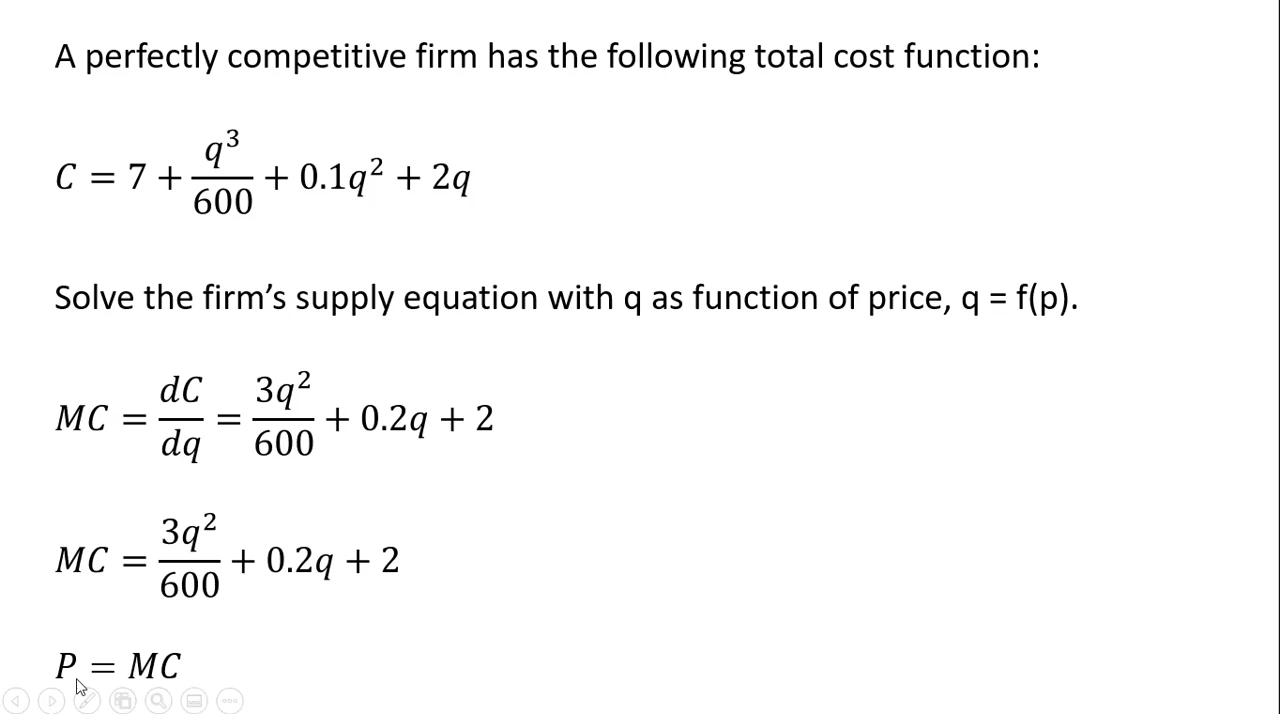 A perfectly competitive firm has the following total cost function:
C = 7 + q³/600 + 0.1q² + 2q
Solve the firm’s supply equation with q as function of price, q = f(p).
MC = dC/dq = 3q²/600 + 0.2q + 2
MC = 3q²/600 + 0.2q + 2
P = MC